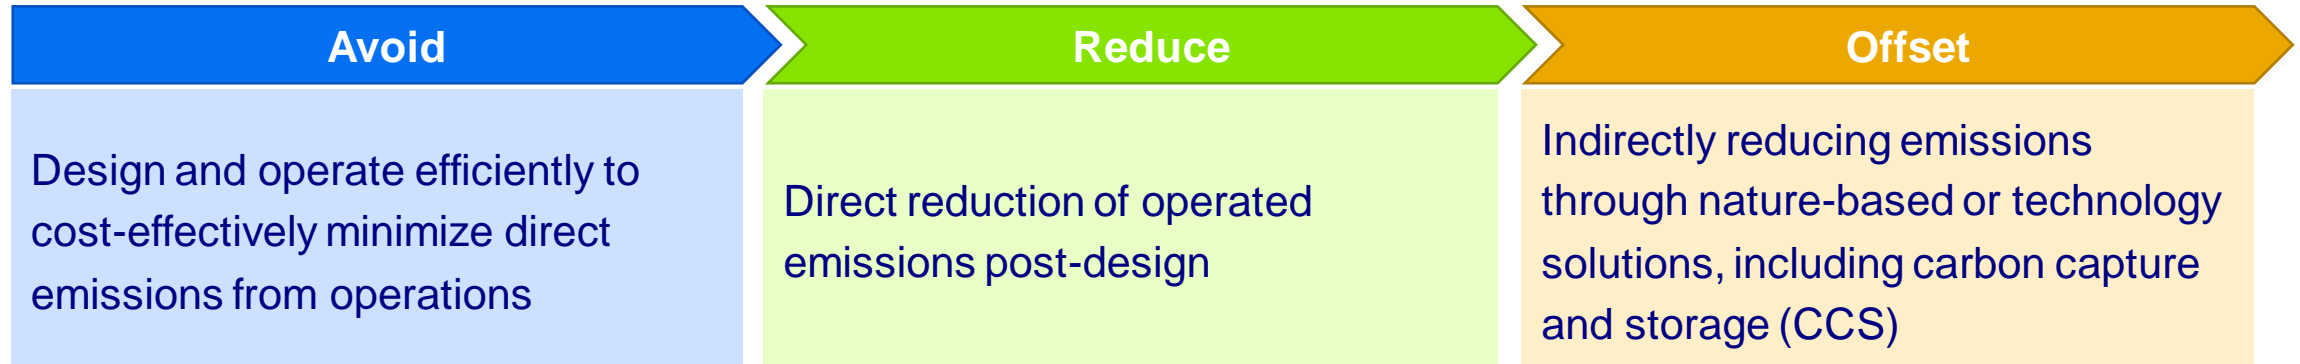 Avoid
Reduce
Offset
Design and operate efficiently to
cost-effectively minimize direct
emissions from operations
Direct reduction of operated
emissions post-design
Indirectly reducing emissions
through nature-based or technology
solutions, including carbon capture
and storage (CCS)